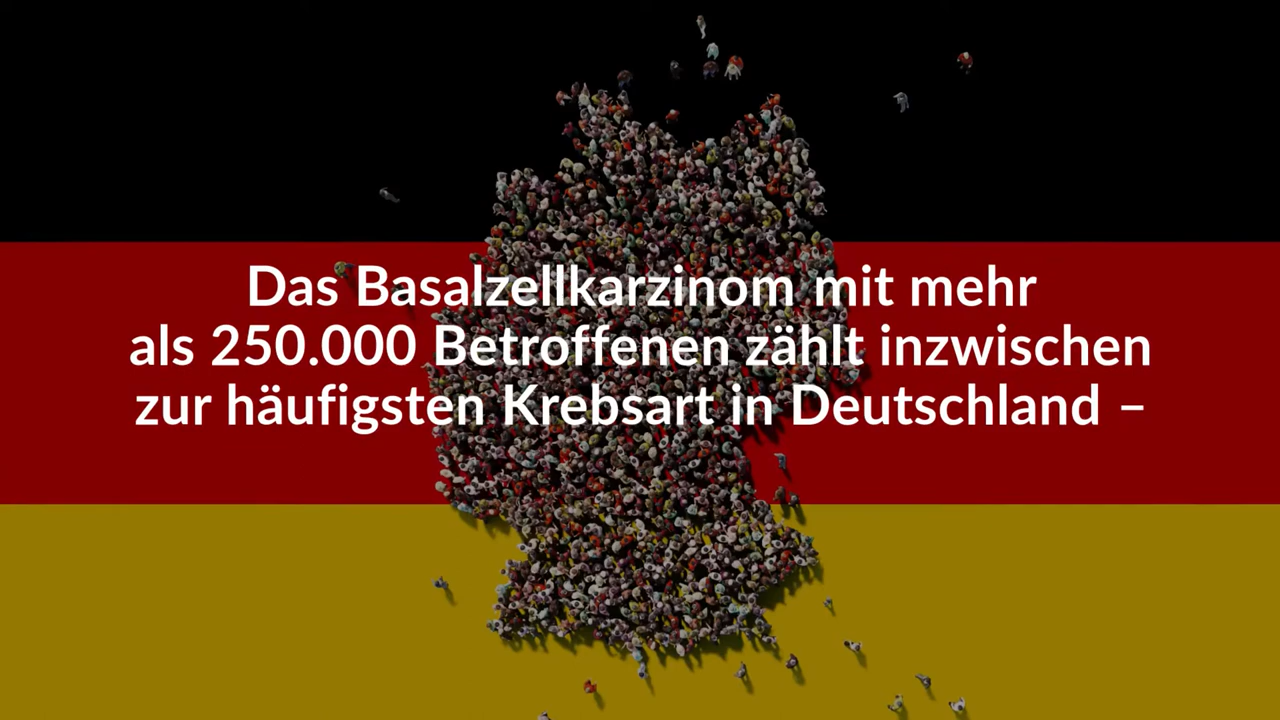 Das Basalzellkarzinom mit mehr
als 250.000 Betroffenen zählt inzwischen
zur häufigsten Krebsart in Deutschland –